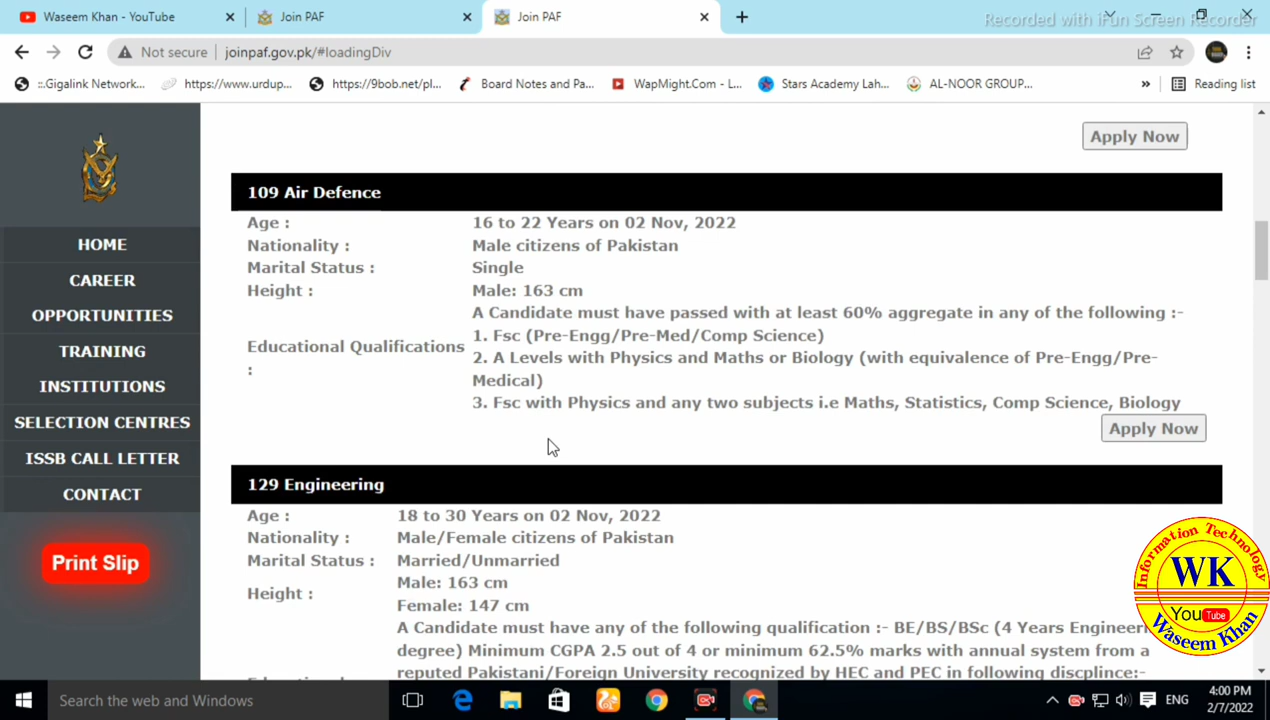 Waseem Khan - YouTube
Join PAF
Join PAF
Recorded with iFun Screen Recorder
Not secure
joinpaf.gov.pk/#loadingDiv
::.Gigalink Network...
https://www.urdup...
https://9bob.net/pl...
Board Notes and Pa...
WapMight.Com - L...
Stars Academy Lah...
AL-NOOR GROUP...
»
Reading list
Apply Now
109 Air Defence
Age :
16 to 22 Years on 02 Nov, 2022
Nationality :
Male citizens of Pakistan
Marital Status :
Single
Height :
Male: 163 cm
Educational Qualifications :
A Candidate must have passed with at least 60% aggregate in any of the following :-
1. Fsc (Pre-Engg/Pre-Med/Comp Science)
2. A Levels with Physics and Maths or Biology (with equivalence of Pre-Engg/Pre-
Medical)
3. Fsc with Physics and any two subjects i.e Maths, Statistics, Comp Science, Biology
Apply Now
129 Engineering
Age :
18 to 30 Years on 02 Nov, 2022
Nationality :
Male/Female citizens of Pakistan
Marital Status :
Married/Unmarried
Height :
Male: 163 cm
Female: 147 cm
A Candidate must have any of the following qualification :- BE/BS/BSc (4 Years Engineeri
degree) Minimum CGPA 2.5 out of 4 or minimum 62.5% marks with annual system from a
reputed Pakistani/Foreign University recognized by HEC and PEC in following discplince:-
HOME
CAREER
OPPORTUNITIES
TRAINING
INSTITUTIONS
SELECTION CENTRES
ISSB CALL LETTER
CONTACT
Print Slip
Information Technology
WK
YouTube
Waseem Khan
Search the web and Windows
ENG
4:00 PM
2/7/2022